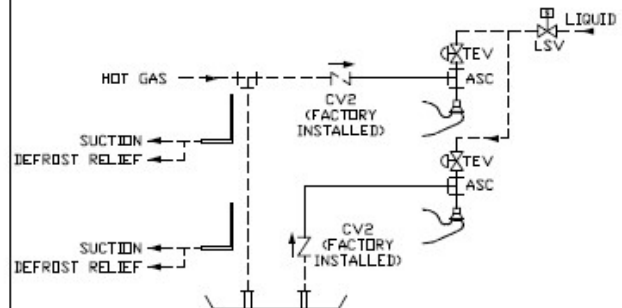 LIQUID
LSV
TEV
HOT GAS
ASC
CV2
(FACTORY
INSTALLED)
SUCTION
DEFROST RELIEF
TEV
ASC
CV2
(FACTORY
INSTALLED)
SUCTION
DEFROST RELIEF